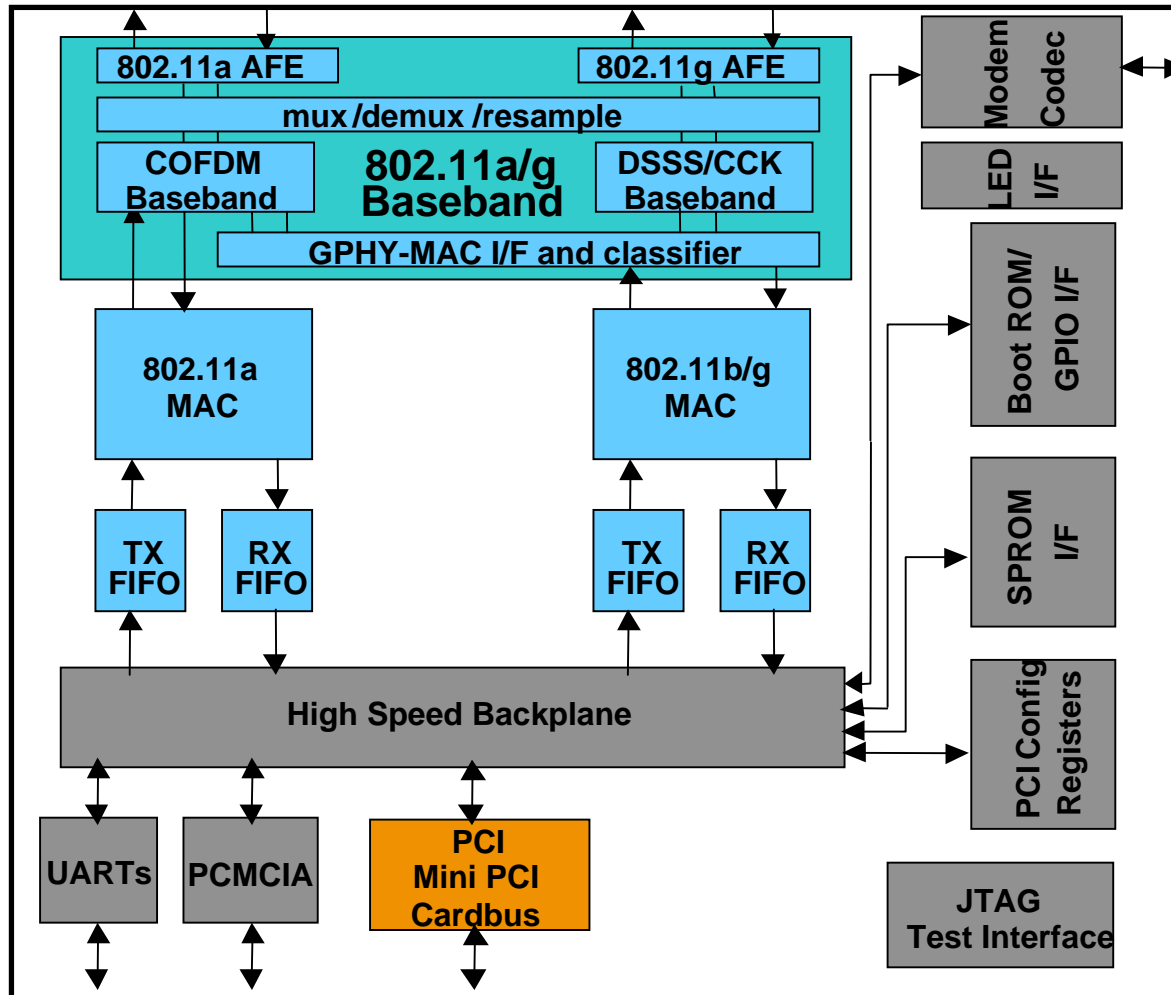 802.11a AFE
802.11g AFE
mux/demux/resample
COFDM
Baseband
802.11a/g
Baseband
DSSS/CCK
Baseband
GPHY-MAC I/F and classifier
802.11a
MAC
802.11b/g
MAC
TX
FIFO
RX
FIFO
TX
FIFO
RX
FIFO
High Speed Backplane
UARTs
PCMCIA
PCI
Mini PCI
Cardbus
Modem
Codec
LED
I/F
Boot ROM/
GPIO I/F
SPROM
I/F
PCI Config
Registers
JTAG
Test Interface